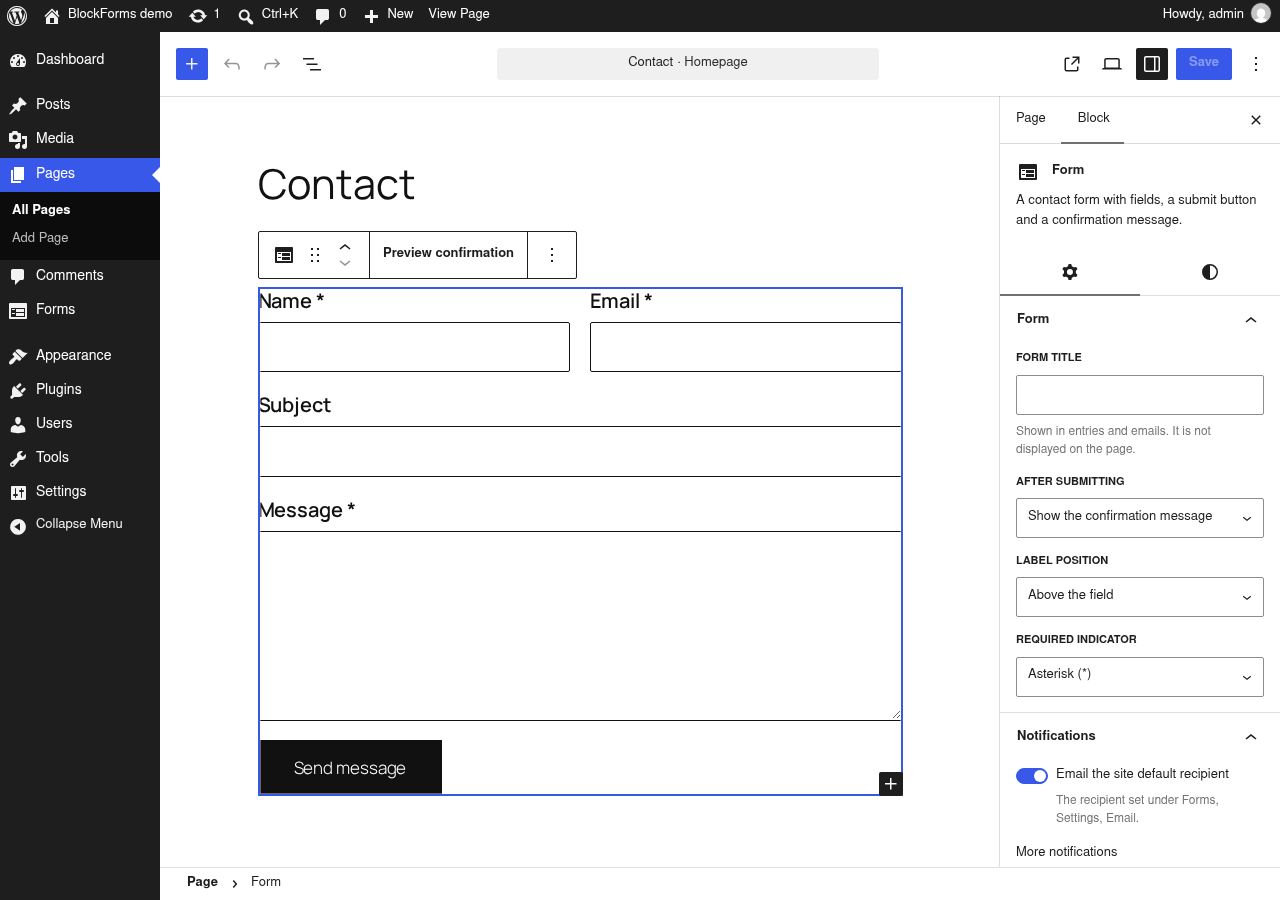 BlockForms demo 1 Ctrl+K 0 New View Page Howdy, admin
Dashboard
Posts
Media
Pages
All Pages
Add Page
Comments
Forms
Appearance
Plugins
Users
Tools
Settings
Collapse Menu
Contact · Homepage
Save
Contact
Preview confirmation
Name *
Email *
Subject
Message *
Send message
Page Block
Form
A contact form with fields, a submit button
and a confirmation message.
Form
FORM TITLE
Shown in entries and emails. It is not
displayed on the page.
AFTER SUBMITTING
Show the confirmation message
LABEL POSITION
Above the field
REQUIRED INDICATOR
Asterisk (*)
Notifications
Email the site default recipient
The recipient set under Forms,
Settings, Email.
More notifications
Page › Form